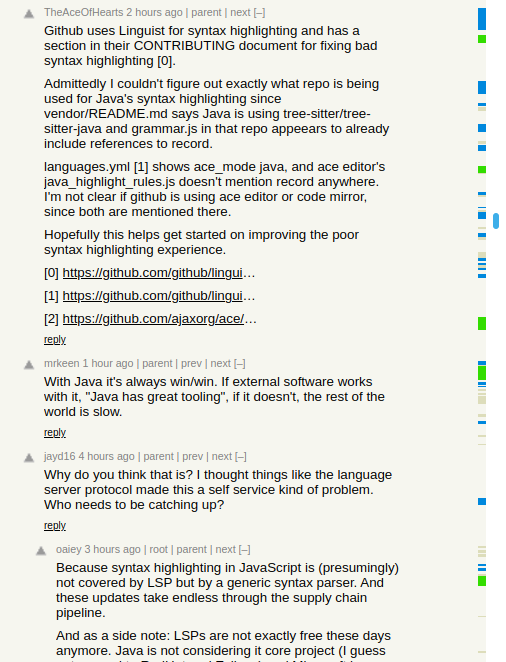 TheAceOfHearts 2 hours ago | parent | next [–]
Github uses Linguist for syntax highlighting and has a
section in their CONTRIBUTING document for fixing bad
syntax highlighting [0].
Admittedly I couldn't figure out exactly what repo is being
used for Java's syntax highlighting since
vendor/README.md says Java is using tree-sitter/tree-
sitter-java and grammar.js in that repo appeears to already
include references to record.
languages.yml [1] shows ace_mode java, and ace editor's
java_highlight_rules.js doesn't mention record anywhere.
I'm not clear if github is using ace editor or code mirror,
since both are mentioned there.
Hopefully this helps get started on improving the poor
syntax highlighting experience.
[0] https://github.com/github/lingui…
[1] https://github.com/github/lingui…
[2] https://github.com/ajaxorg/ace/…
reply
mrkeen 1 hour ago | parent | prev | next [–]
With Java it's always win/win. If external software works
with it, "Java has great tooling", if it doesn't, the rest of the
world is slow.
reply
jayd16 4 hours ago | parent | prev | next [–]
Why do you think that is? I thought things like the language
server protocol made this a self service kind of problem.
Who needs to be catching up?
reply
oaiey 3 hours ago | root | parent | next [–]
Because syntax highlighting in JavaScript is (presumingly)
not covered by LSP but by a generic syntax parser. And
these updates take endless through the supply chain
pipeline.
And as a side note: LSPs are not exactly free these days
anymore. Java is not considering it core project (I guess